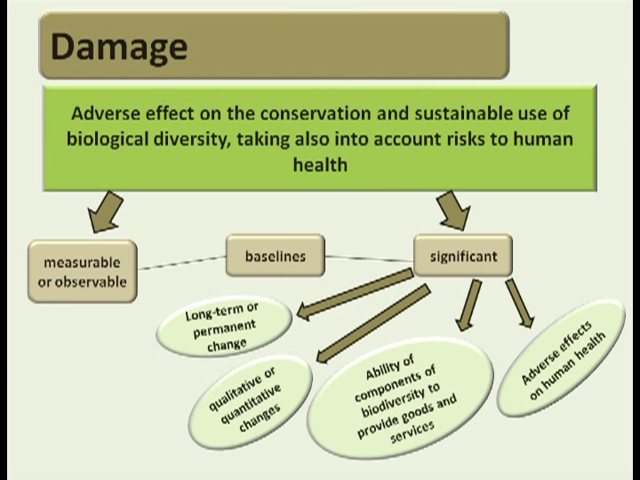 Damage
Adverse effect on the conservation and sustainable use of
biological diversity, taking also into account risks to human
health
measurable
or observable
baselines
significant
Long-term or
permanent
change
qualitative or
quantitative
changes
Ability of
components of
biodiversity to
provide goods and
services
Adverse effects
on human health